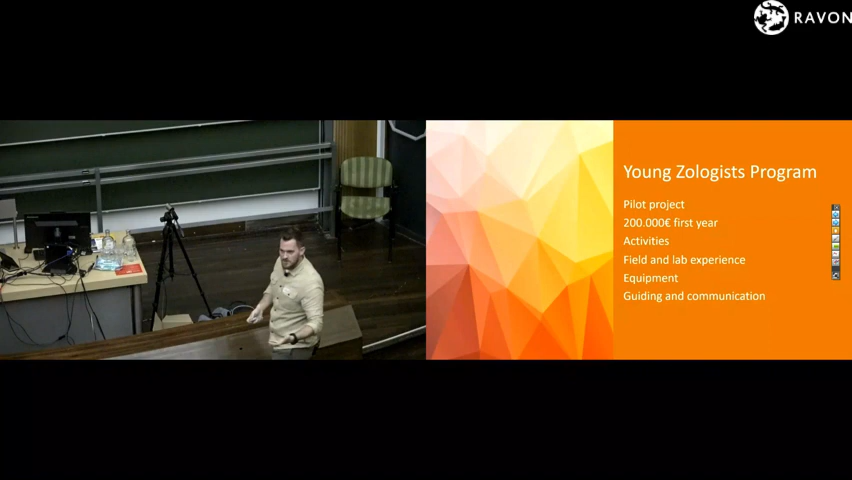 RAVON
Young Zologists Program
Pilot project
200.000€ first year
Activities
Field and lab experience
Equipment
Guiding and communication